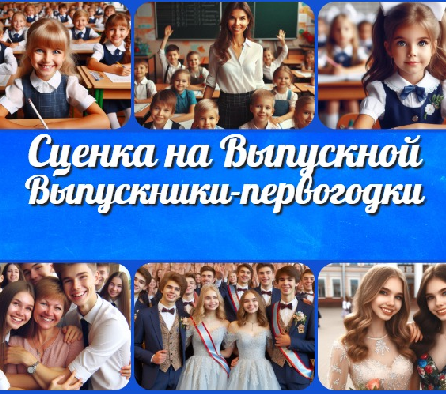 Сценка на Выпускной
Выпускники-первогодки